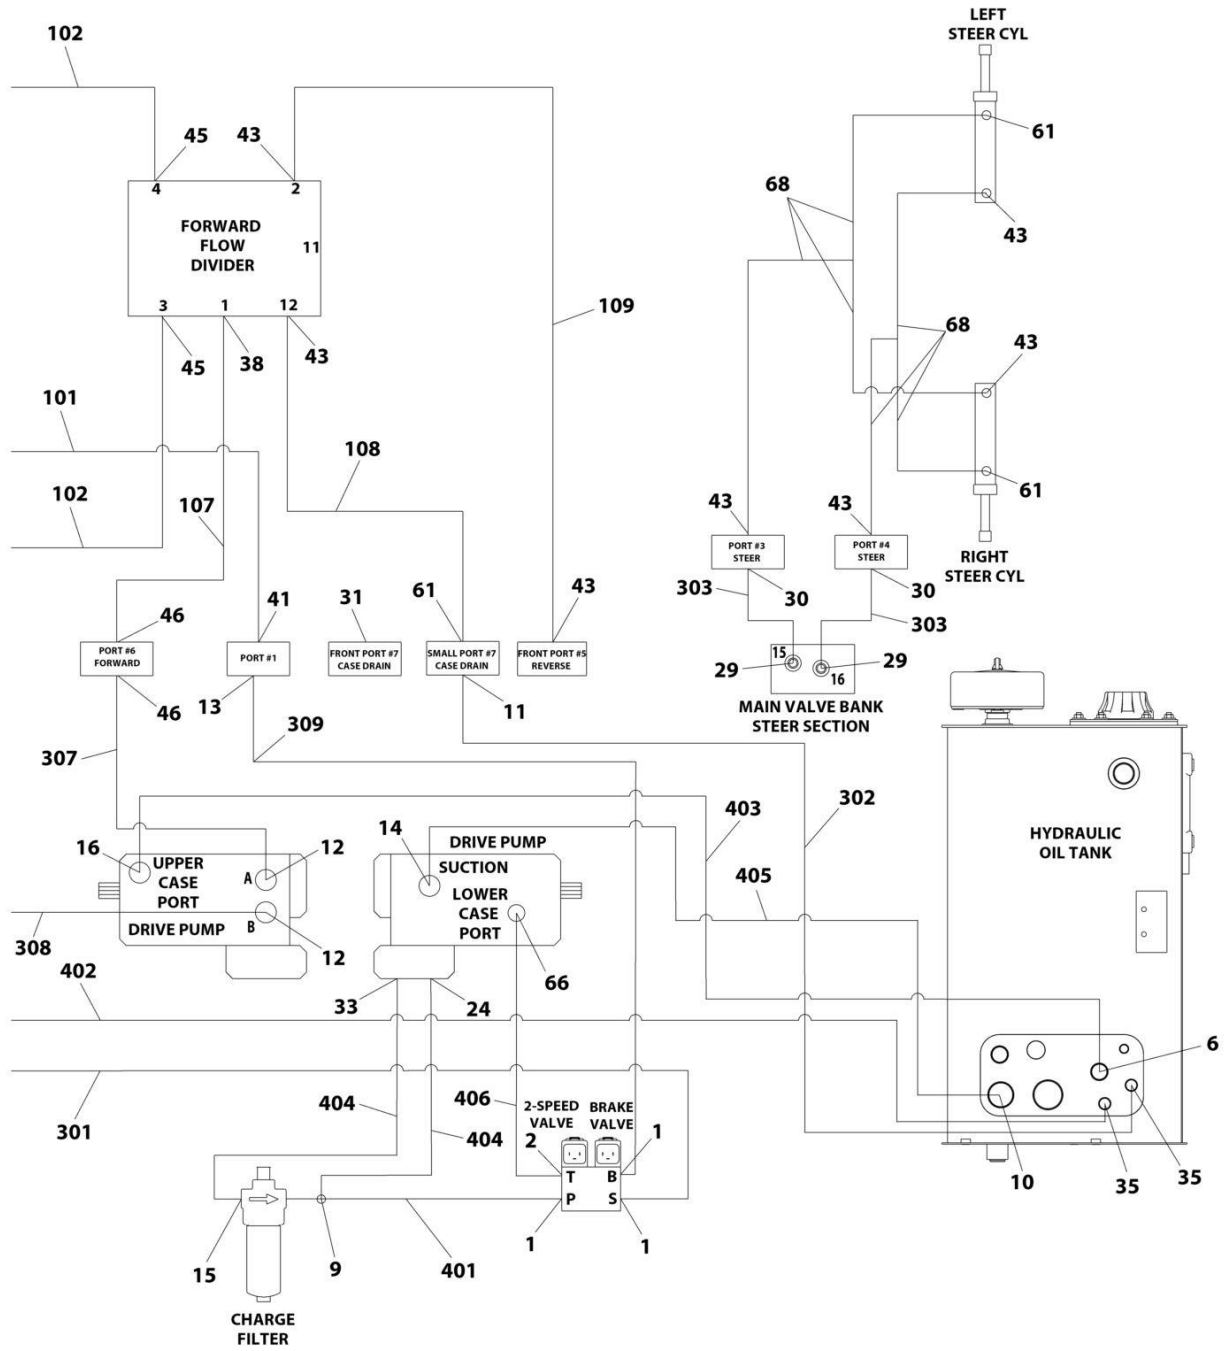 LEFT
STEER CYL
102
45
43
61
4
2
68
FORWARD
FLOW
DIVIDER
11
43
109
3
1
12
68
45
38
43
43
101
108
102
107
43
43
61
PORT #3
STEER
PORT #4
STEER
RIGHT
STEER CYL
303
30
30
46
41
31
61
43
303
PORT #6
FORWARD
PORT #1
FRONT PORT #7
CASE DRAIN
SMALL PORT #7
CASE DRAIN
FRONT PORT #5
REVERSE
15
29
29
16
46
13
11
MAIN VALVE BANK
STEER SECTION
309
307
302
403
14
DRIVE PUMP
HYDRAULIC
OIL TANK
16
UPPER
CASE
PORT
12
A
SUCTION
LOWER
CASE
PORT
405
B
DRIVE PUMP
308
12
402
33
24
66
6
404
406
2-SPEED
VALVE
BRAKE
VALVE
301
404
2
1
T
B
10
35
35
P
S
15
9
401
1
1
CHARGE
FILTER